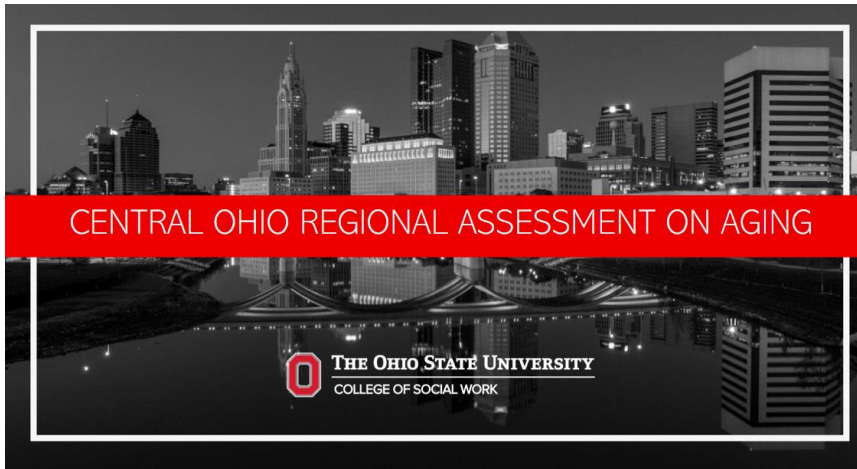 CENTRAL OHIO REGIONAL ASSESSMENT ON AGING
THE OHIO STATE UNIVERSITY
COLLEGE OF SOCIAL WORK